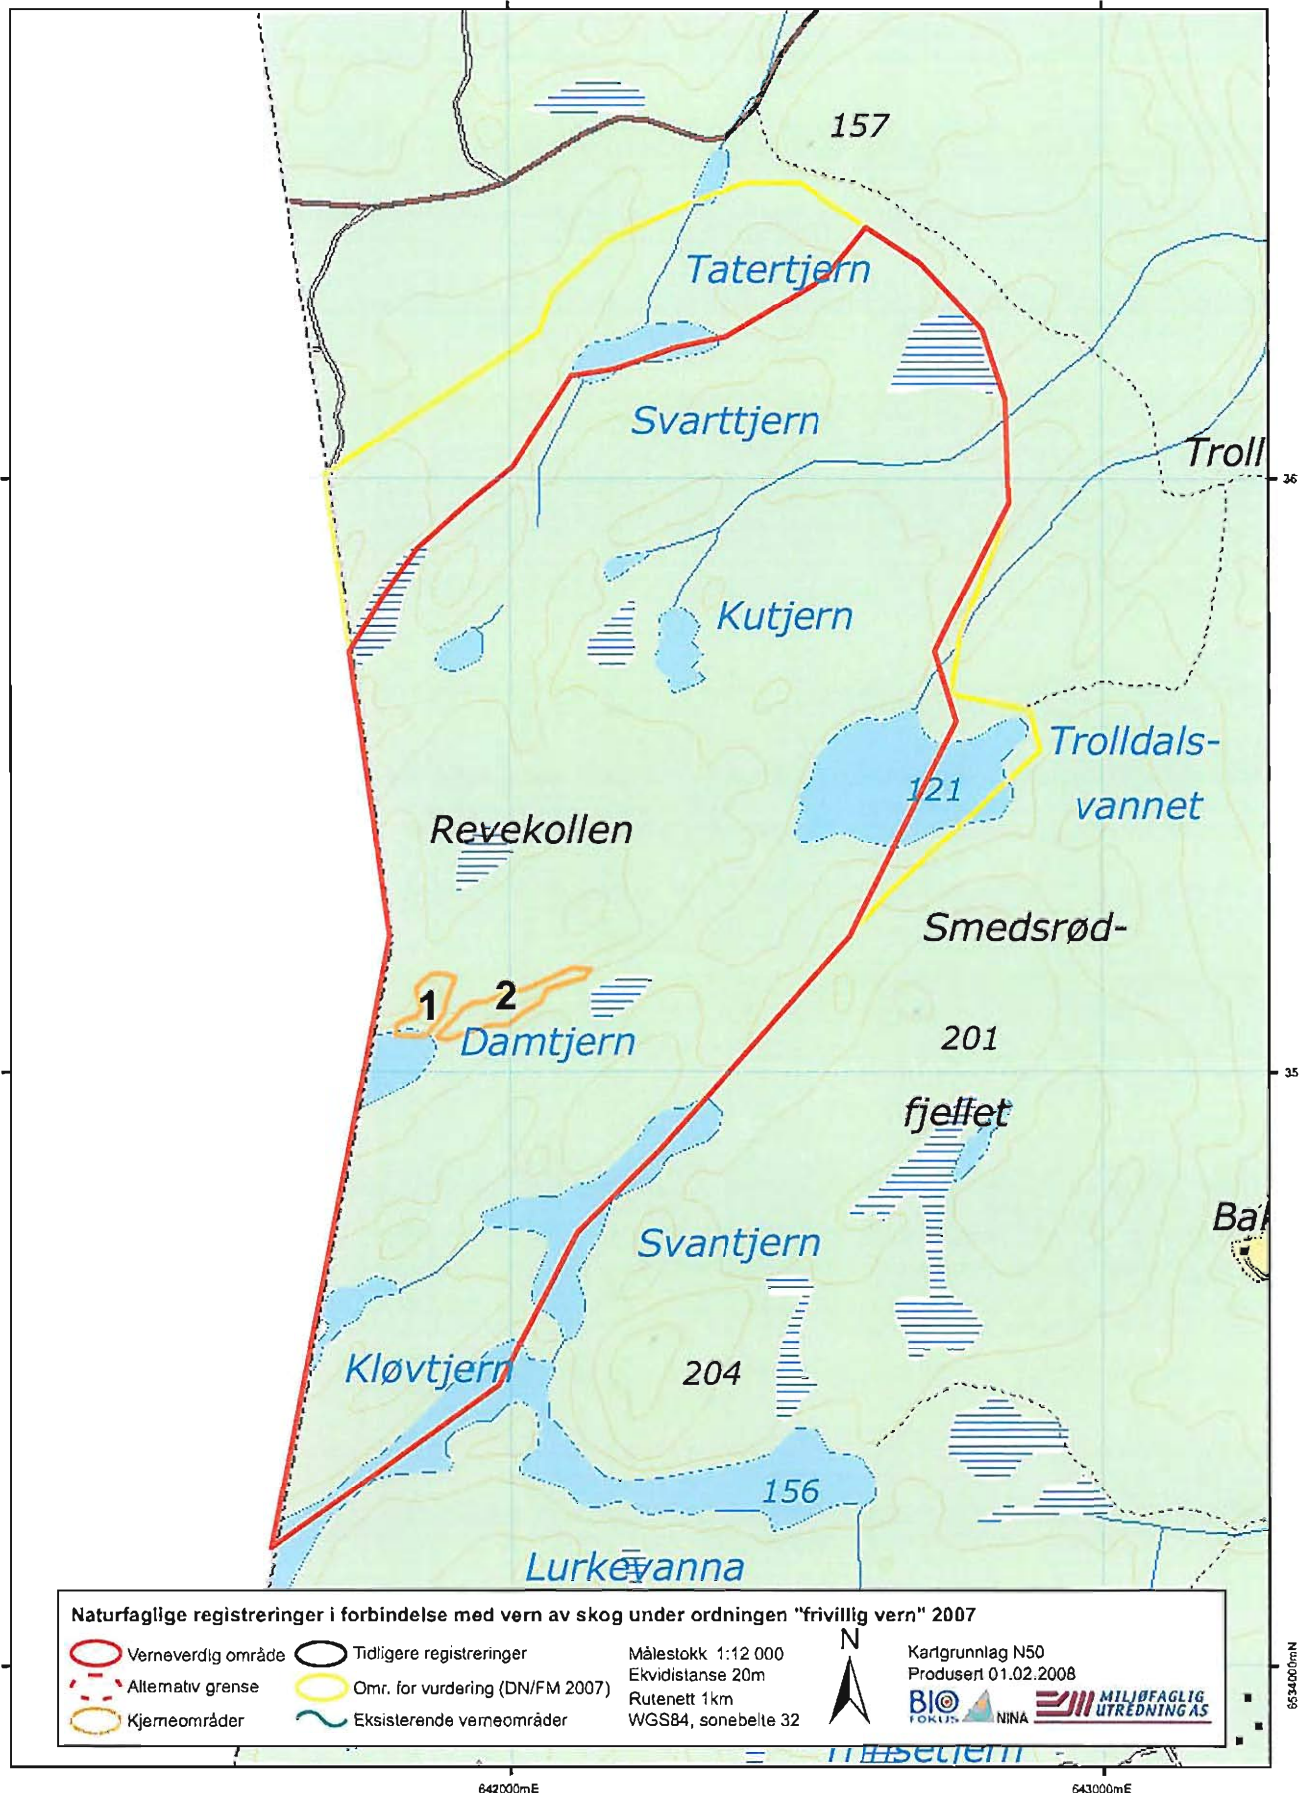 157
Tatertjern
Svarttjern
Troll
36
Kutjern
Trolldals-
vannet
121
Revekollen
Smedsrød-
1
2
Damtjern
201
35
fjellet
Svantjern
Kløvtjern
204
156
Lurkevanna
Naturfaglige registreringer i forbindelse med vern av skog under ordningen "frivillig vern" 2007
Verneverdig område
Tidligere registreringer
Målestokk 1:12 000
N
Kartgrunnlag N50
Alternativ grense
Omr. for vurdering (DN/FM 2007)
Ekvidistanse 20m
Produsert 01.02.2008
Kjerneområder
Eksisterende verneområder
Rutenett 1km
WGS84, sonebelte 32
BIO
FOKUS
NINA
MILJØFAGLIG
UTREDNING AS
6534000mN
642000mE
643000mE